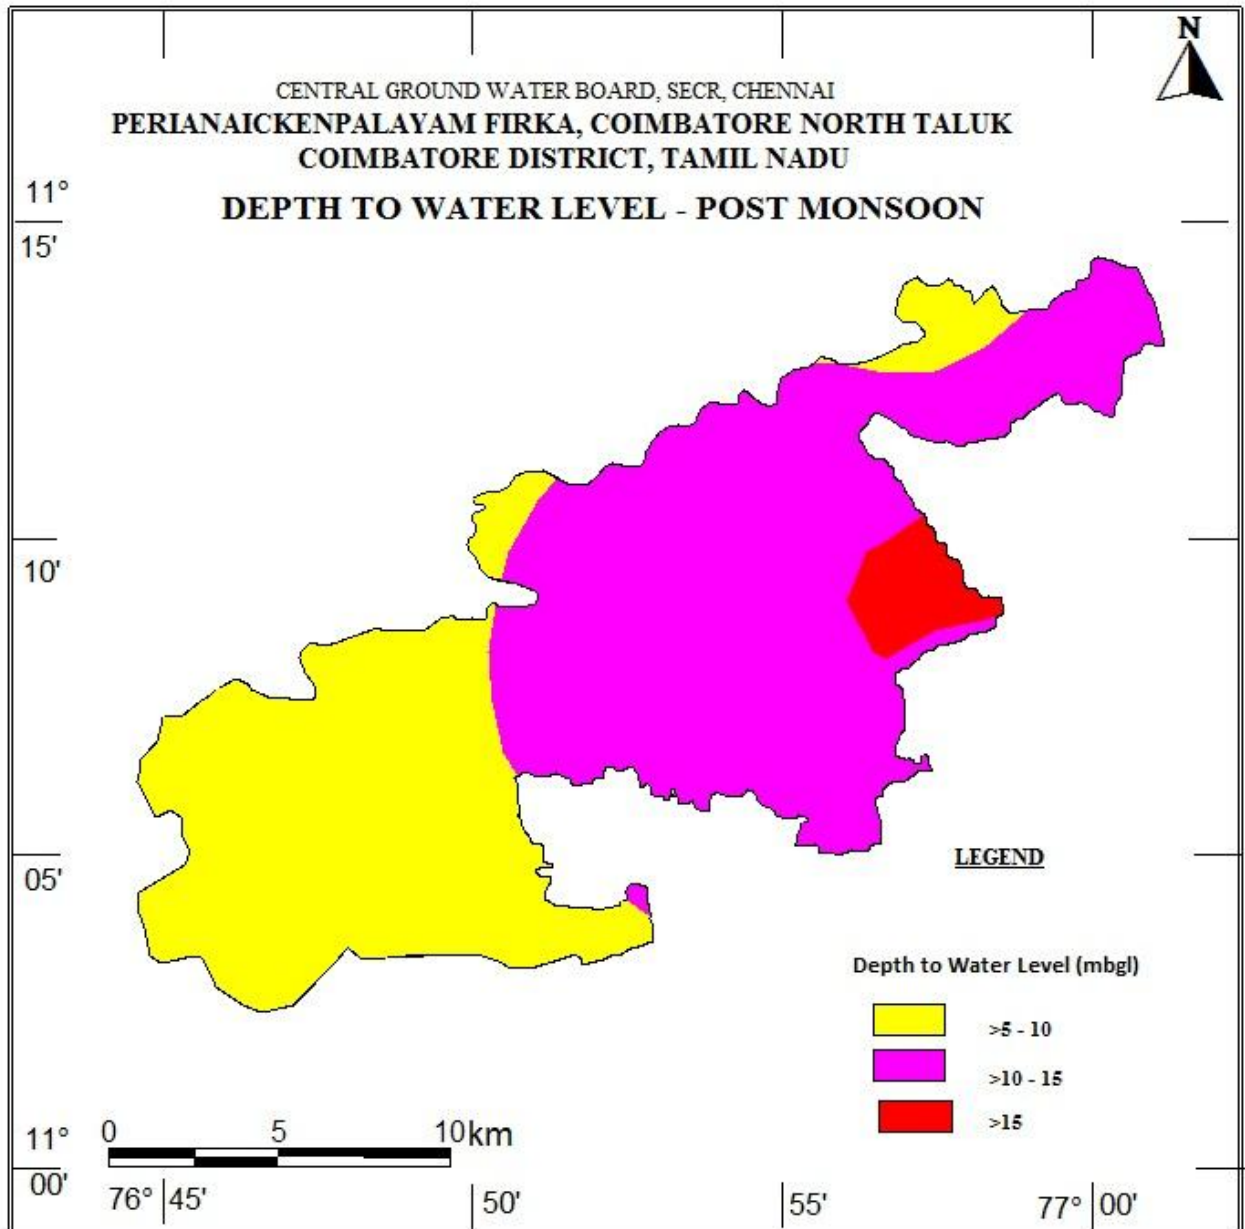 N
CENTRAL GROUND WATER BOARD, SECR, CHENNAI
PERIANAICKENPALAYAM FIRKA, COIMBATORE NORTH TALUK
COIMBATORE DISTRICT, TAMIL NADU
DEPTH TO WATER LEVEL - POST MONSOON
11°
15'
10'
05'
LEGEND
Depth to Water Level (mbgl)
>5 - 10
>10 - 15
>15
0 5 10km
11°
00'
76° 45' 50' 55' 77° 00'